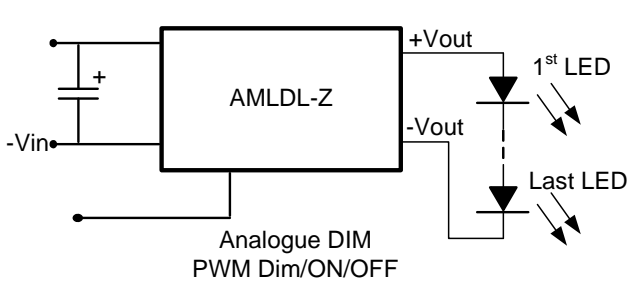 +Vout
1st LED
+
AMLDL-Z
-Vout
-Vin
Last LED
Analogue DIM
PWM Dim/ON/OFF